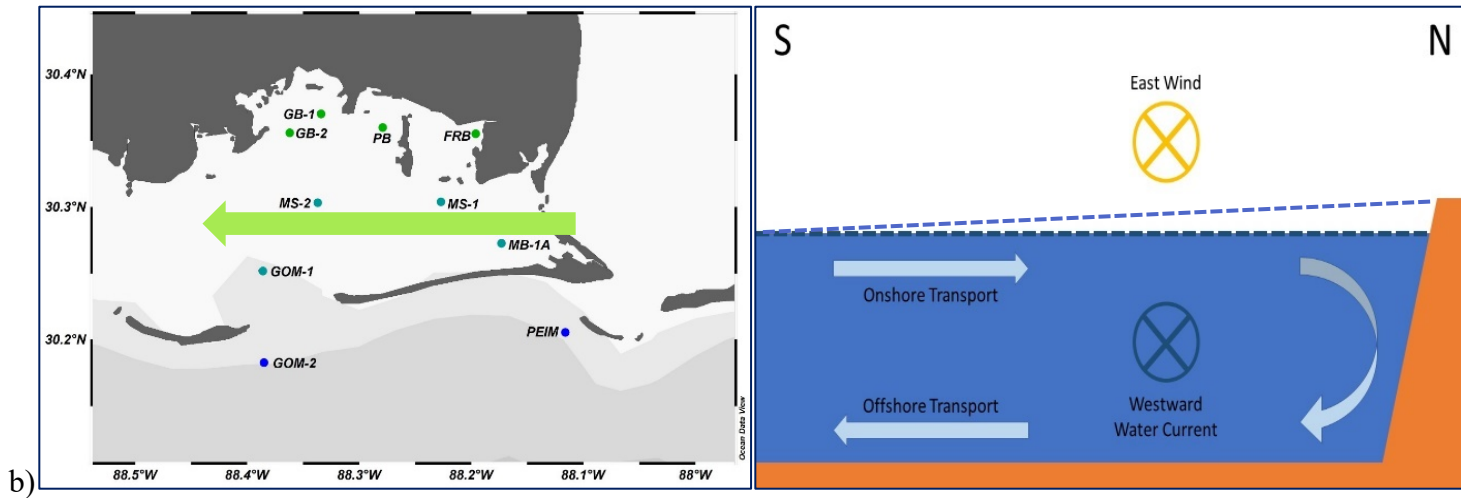 30.4°N
GB-1
GB-2
PB
FRB
30.3°N
MS-2
MS-1
MB-1A
GOM-1
30.2°N
PEIM
GOM-2
Ocean Data View
88.5°W
88.4°W
88.3°W
88.2°W
88.1°W
88°W
b)
S
N
East Wind
Onshore Transport
Offshore Transport
Westward
Water Current